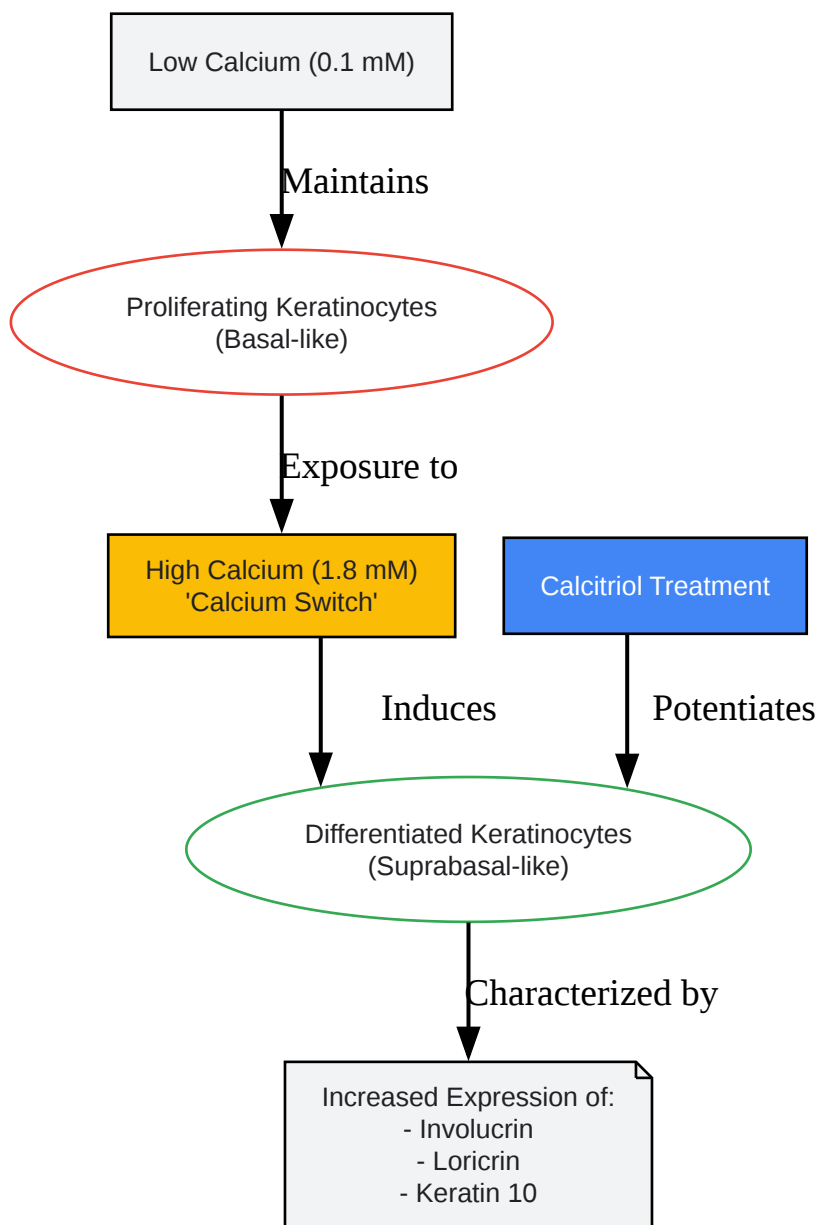 Low Calcium (0.1 mM)
Maintains
Proliferating Keratinocytes
(Basal-like)
Exposure to
High Calcium (1.8 mM)
'Calcium Switch'
Calcitriol Treatment
Induces
Potentiates
Differentiated Keratinocytes
(Suprabasal-like)
Characterized by
Increased Expression of:
- Involucrin
- Loricrin
- Keratin 10